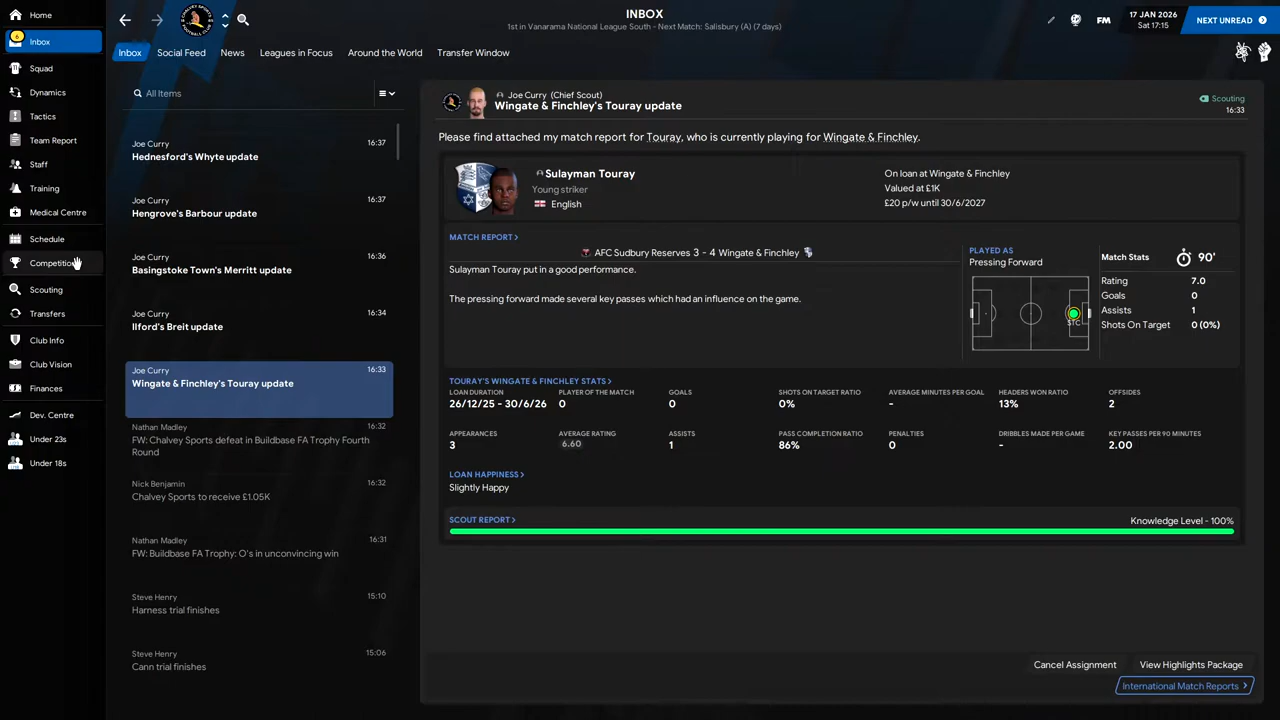 Home
6
Inbox
Squad
Dynamics
Tactics
Team Report
Staff
Training
Medical Centre
Schedule
Competitio
Scouting
Transfers
Club Info
Club Vision
Finances
Dev. Centre
Under 23s
Under 18s
INBOX
1st in Vanarama National League South - Next Match: Salisbury (A) (7 days)
FM
17 JAN 2026
Sat 17:15
NEXT UNREAD
Inbox
Social Feed
News
Leagues in Focus
Around the World
Transfer Window
All Items
Joe Curry
16:37
Hednesford's Whyte update
Joe Curry
16:37
Hengrove's Barbour update
Joe Curry
16:36
Basingstoke Town's Merritt update
Joe Curry
16:34
Ilford's Breit update
Joe Curry
16:33
Wingate & Finchley's Touray update
Nathan Madley
16:32
FW: Chalvey Sports defeat in Buildbase FA Trophy Fourth
Round
Nick Benjamin
16:32
Chalvey Sports to receive £1.05K
Nathan Madley
16:31
FW: Buildbase FA Trophy: O's in unconvincing win
Steve Henry
15:10
Harness trial finishes
Steve Henry
15:06
Cann trial finishes
Joe Curry (Chief Scout)
Wingate & Finchley's Touray update
Scouting
16:33
Please find attached my match report for Touray, who is currently playing for Wingate & Finchley.
Sulayman Touray
Young striker
English
On loan at Wingate & Finchley
Valued at £1K
£20 p/w until 30/6/2027
MATCH REPORT >
AFC Sudbury Reserves 3 - 4 Wingate & Finchley
Sulayman Touray put in a good performance.
The pressing forward made several key passes which had an influence on the game.
PLAYED AS
Pressing Forward
STC
Match Stats
90'
Rating 7.0
Goals 0
Assists 1
Shots On Target 0 (0%)
TOURAY'S WINGATE & FINCHLEY STATS >
LOAN DURATION
26/12/25 - 30/6/26
PLAYER OF THE MATCH
0
GOALS
0
SHOTS ON TARGET RATIO
0%
AVERAGE MINUTES PER GOAL
-
HEADERS WON RATIO
13%
OFFSIDES
2
APPEARANCES
3
AVERAGE RATING
6.60
ASSISTS
1
PASS COMPLETION RATIO
86%
PENALTIES
0
DRIBBLES MADE PER GAME
-
KEY PASSES PER 90 MINUTES
2.00
LOAN HAPPINESS >
Slightly Happy
SCOUT REPORT >
Knowledge Level - 100%
Cancel Assignment
View Highlights Package
International Match Reports >